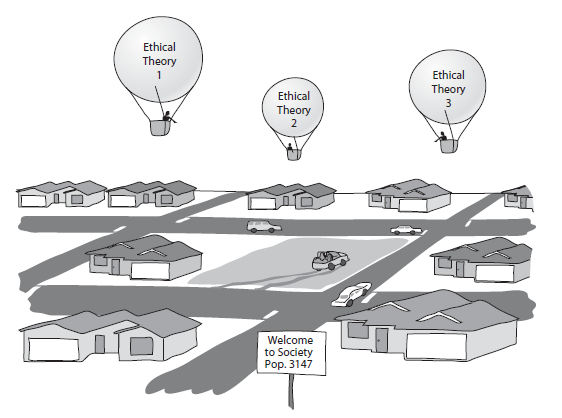 Ethical
Theory
1
Ethical
Theory
2
Ethical
Theory
3
Welcome
to Society
Pop. 3147